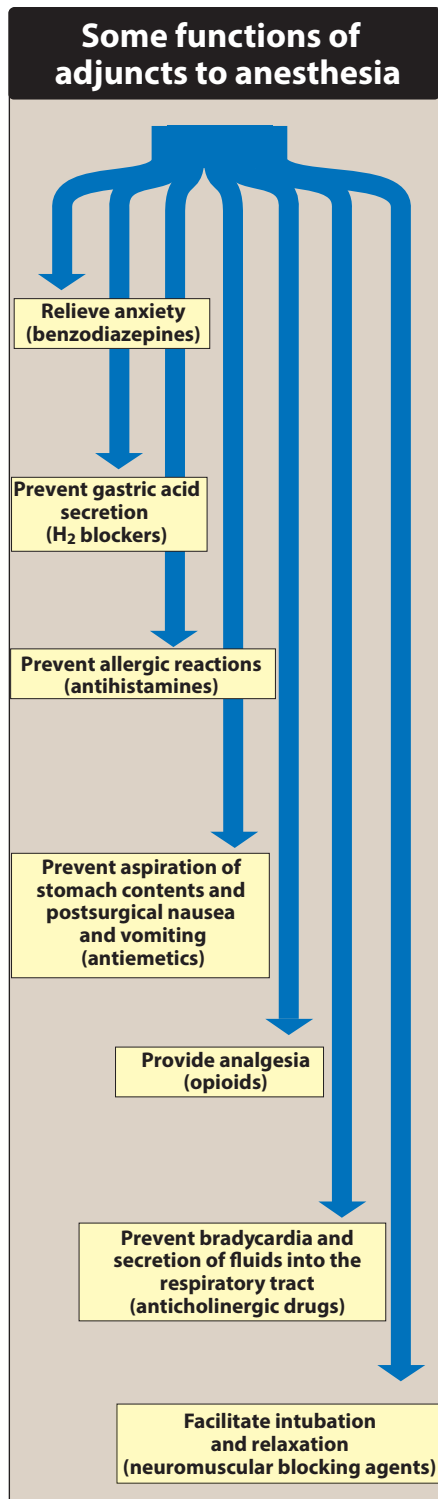 Some functions of
adjuncts to anesthesia
Relieve anxiety
(benzodiazepines)
Prevent gastric acid
secretion
(H₂ blockers)
Prevent allergic reactions
(antihistamines)
Prevent aspiration of
stomach contents and
postsurgical nausea
and vomiting
(antiemetics)
Provide analgesia
(opioids)
Prevent bradycardia and
secretion of fluids into the
respiratory tract
(anticholinergic drugs)
Facilitate intubation
and relaxation
(neuromuscular blocking agents)